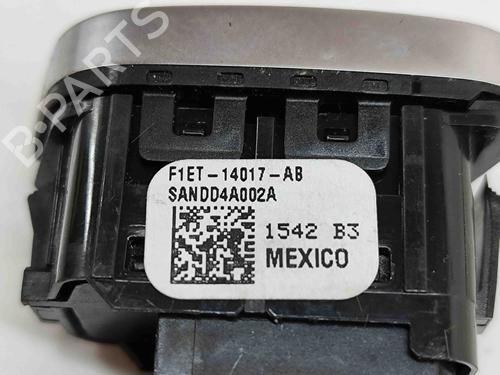 B-PARTS
F1ET-14017-AB
SANDD4A002A
1542 B3
MEXICO